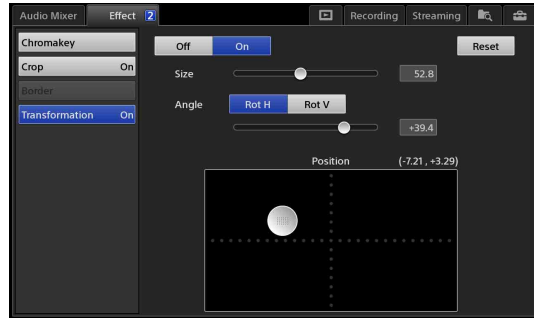 Audio Mixer Effect 2 Recording Streaming
Chromakey
Off On Reset
Crop On
Size 52.8
Border
Angle Rot H Rot V
Transformation On
+39.4
Position (-7.21 , +3.29)